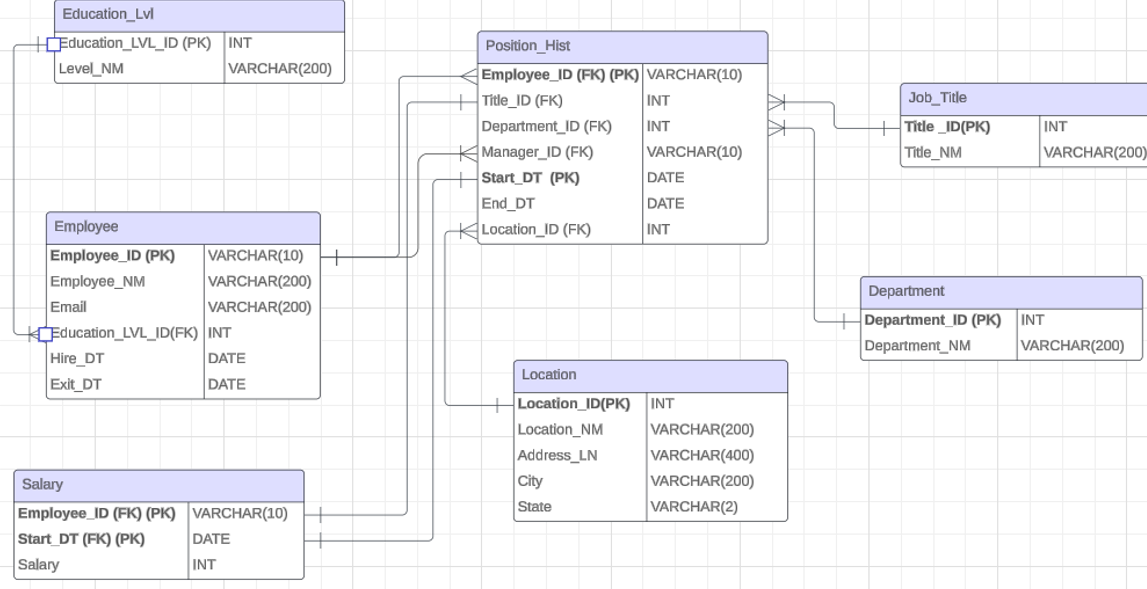 Education_Lvl
Education_LVL_ID (PK) INT
Level_NM VARCHAR(200)
Position_Hist
Employee_ID (FK) (PK) VARCHAR(10)
Title_ID (FK) INT
Department_ID (FK) INT
Manager_ID (FK) VARCHAR(10)
Start_DT (PK) DATE
End_DT DATE
Location_ID (FK) INT
Job_Title
Title _ID(PK) INT
Title_NM VARCHAR(200)
Employee
Employee_ID (PK) VARCHAR(10)
Employee_NM VARCHAR(200)
Email VARCHAR(200)
Education_LVL_ID(FK) INT
Hire_DT DATE
Exit_DT DATE
Department
Department_ID (PK) INT
Department_NM VARCHAR(200)
Location
Location_ID(PK) INT
Location_NM VARCHAR(200)
Address_LN VARCHAR(400)
City VARCHAR(200)
State VARCHAR(2)
Salary
Employee_ID (FK) (PK) VARCHAR(10)
Start_DT (FK) (PK) DATE
Salary INT